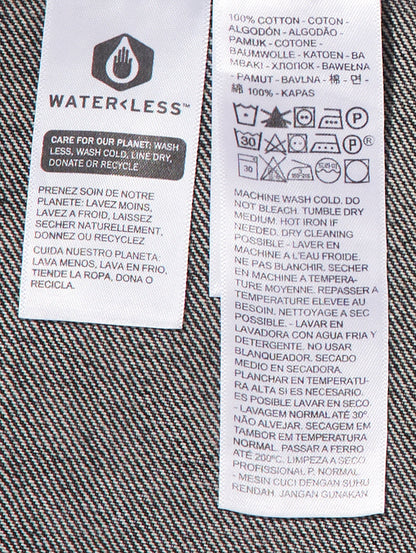 WATER<LESS™
CARE FOR OUR PLANET: WASH
LESS, WASH COLD, LINE DRY,
DONATE OR RECYCLE
PRENEZ SOIN DE NOTRE
PLANETE: LAVEZ MOINS,
LAVEZ A FROID, LAISSEZ
SECHER NATURELLEMENT,
DONNEZ OU RECYCLEZ
CUIDA NUESTRO PLANETA:
LAVA MENOS, LAVA EN FRIO,
TIENDE LA ROPA, DONA O
RECICLA.
100% COTTON - COTON -
ALGODÓN - ALGODÃO -
PAMUK - COTONE -
BAUMWOLLE - KATOEN - BA
MBAK! - ХЛОПОК - BAWEŁNA
- PAMUT - BAVLNA - 棉 - 면 -
綿 100% - KAPAS
P
30 P ®
30
MACHINE WASH COLD. DO
NOT BLEACH. TUMBLE DRY
MEDIUM. HOT IRON IF
NEEDED. DRY CLEANING
POSSIBLE - LAVER EN
MACHINE A L'EAU FROIDE.
NE PAS BLANCHIR. SECHER
EN MACHINE A TEMPERA-
TURE MOYENNE. REPASSER A
TEMPERATURE ELEVEE AU
BESOIN. NETTOYAGE A SEC
POSSIBLE. - LAVAR EN
LAVADORA CON AGUA FRIA Y
DETERGENTE. NO USAR
BLANQUEADOR. SECADO
MEDIO EN SECADORA.
PLANCHAR EN TEMPERATU-
RA ALTA SI ES NECESARIO.
ES POSIBLE LAVAR EN SECO.
- LAVAGEM NORMAL ATÉ 30º.
NÃO ALVEJAR. SECAGEM EM
TAMBOR EM TEMPERATURA
NORMAL. PASSAR A FERRO
ATÉ 200ºC. LIMPEZA A SECO
PROFISSIONAL P, NORMAL.
- MESIN CUCI DENGAN SUHU
RENDAH. JANGAN GUNAKAN